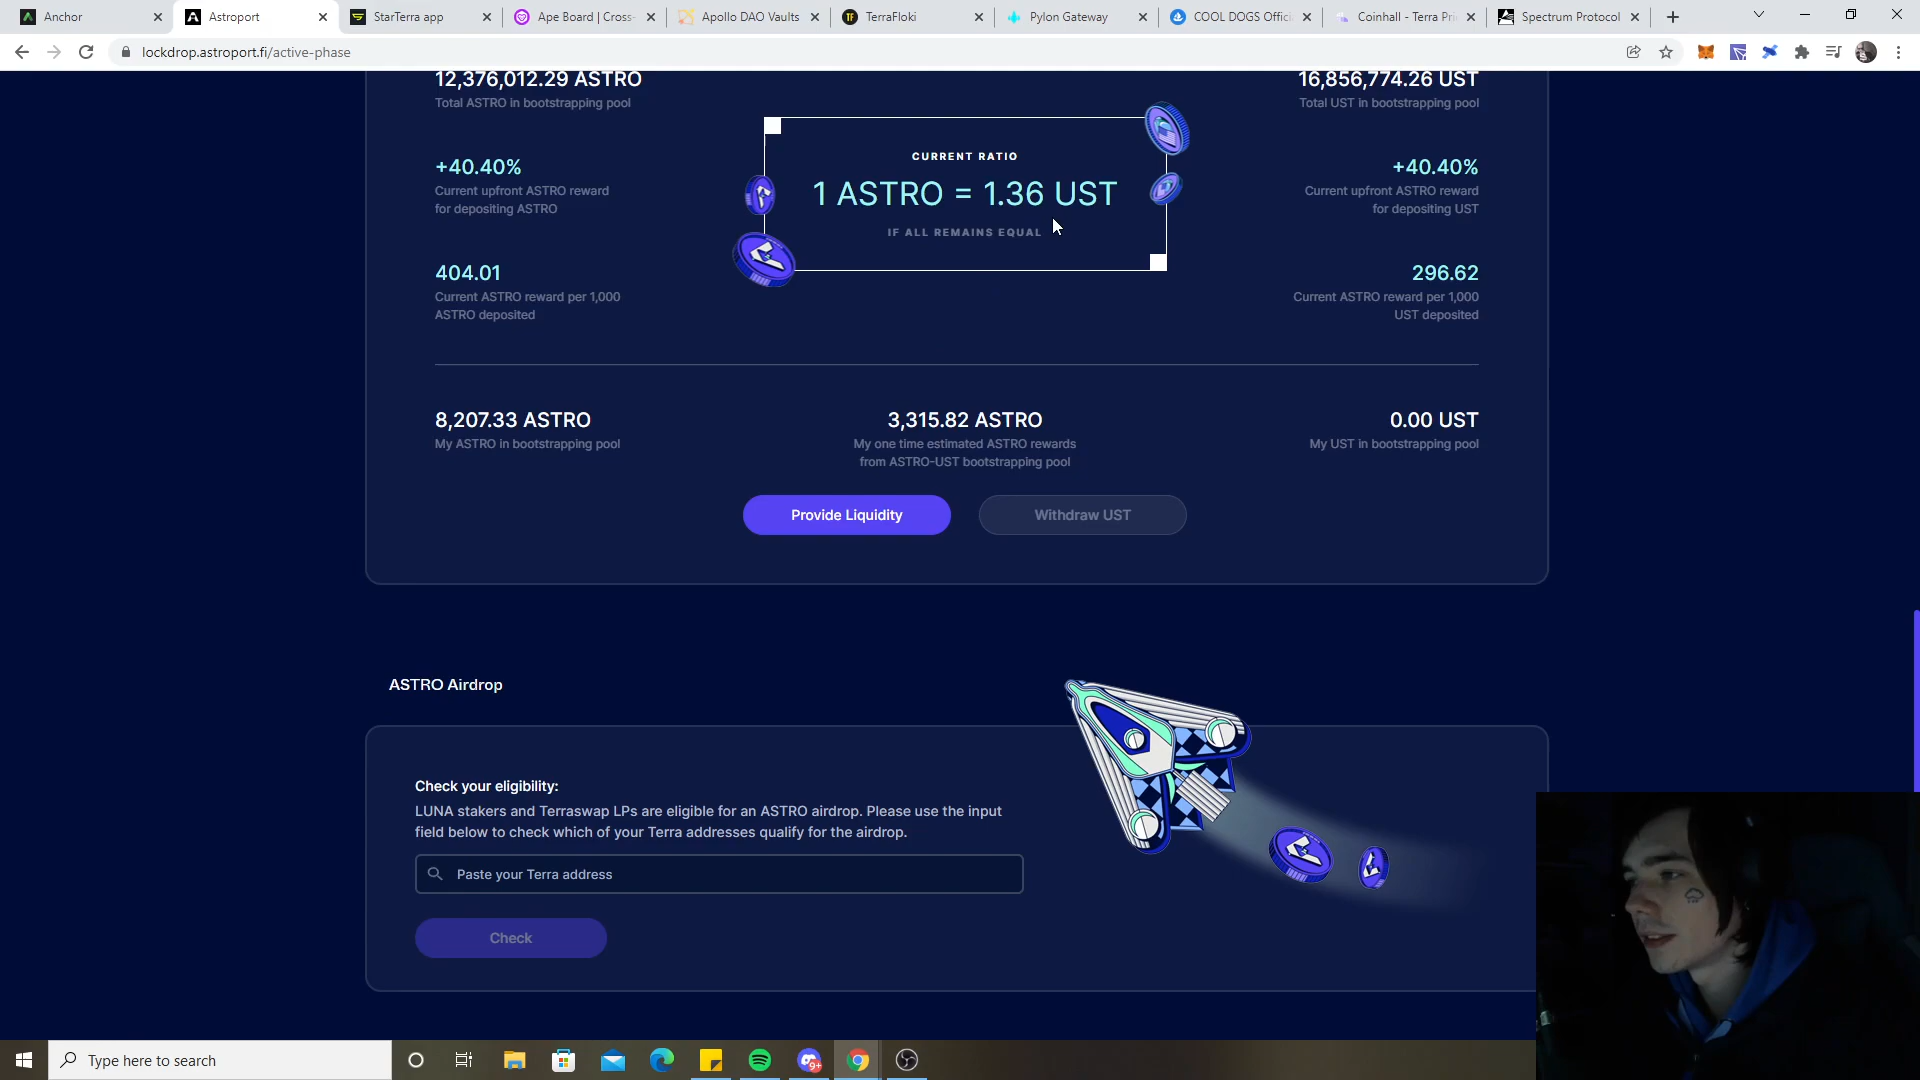 Anchor
Astroport
StarTerra app
Ape Board | Cross-
Apollo DAO Vaults
TerraFloki
Pylon Gateway
COOL DOGS Offici
Coinhall - Terra Pri
Spectrum Protocol
lockdrop.astroport.fi/active-phase
12,376,012.29 ASTRO
Total ASTRO in bootstrapping pool
16,856,774.26 UST
Total UST in bootstrapping pool
+40.40%
Current upfront ASTRO reward
for depositing ASTRO
CURRENT RATIO
1 ASTRO = 1.36 UST
IF ALL REMAINS EQUAL
+40.40%
Current upfront ASTRO reward
for depositing UST
404.01
Current ASTRO reward per 1,000
ASTRO deposited
296.62
Current ASTRO reward per 1,000
UST deposited
8,207.33 ASTRO
My ASTRO in bootstrapping pool
3,315.82 ASTRO
My one time estimated ASTRO rewards
from ASTRO-UST bootstrapping pool
0.00 UST
My UST in bootstrapping pool
Provide Liquidity
Withdraw UST
ASTRO Airdrop
Check your eligibility:
LUNA stakers and Terraswap LPs are eligible for an ASTRO airdrop. Please use the input
field below to check which of your Terra addresses qualify for the airdrop.
Paste your Terra address
Check
Type here to search
9+